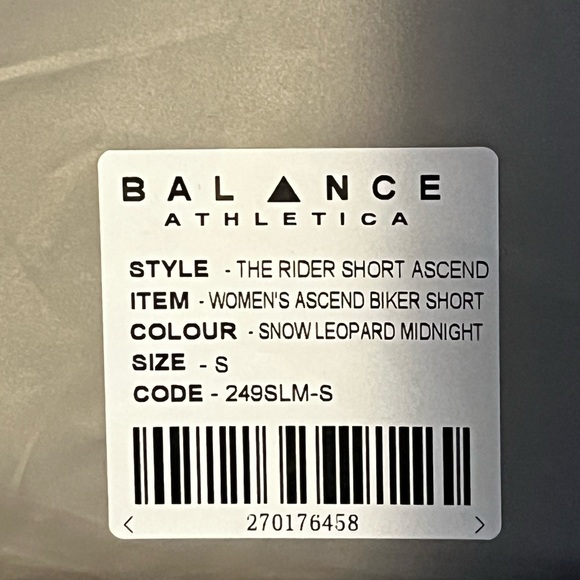 BALANCE
ATHLETICA
STYLE - THE RIDER SHORT ASCEND
ITEM - WOMEN'S ASCEND BIKER SHORT
COLOUR - SNOW LEOPARD MIDNIGHT
SIZE - S
CODE - 249SLM-S
< 270176458 >